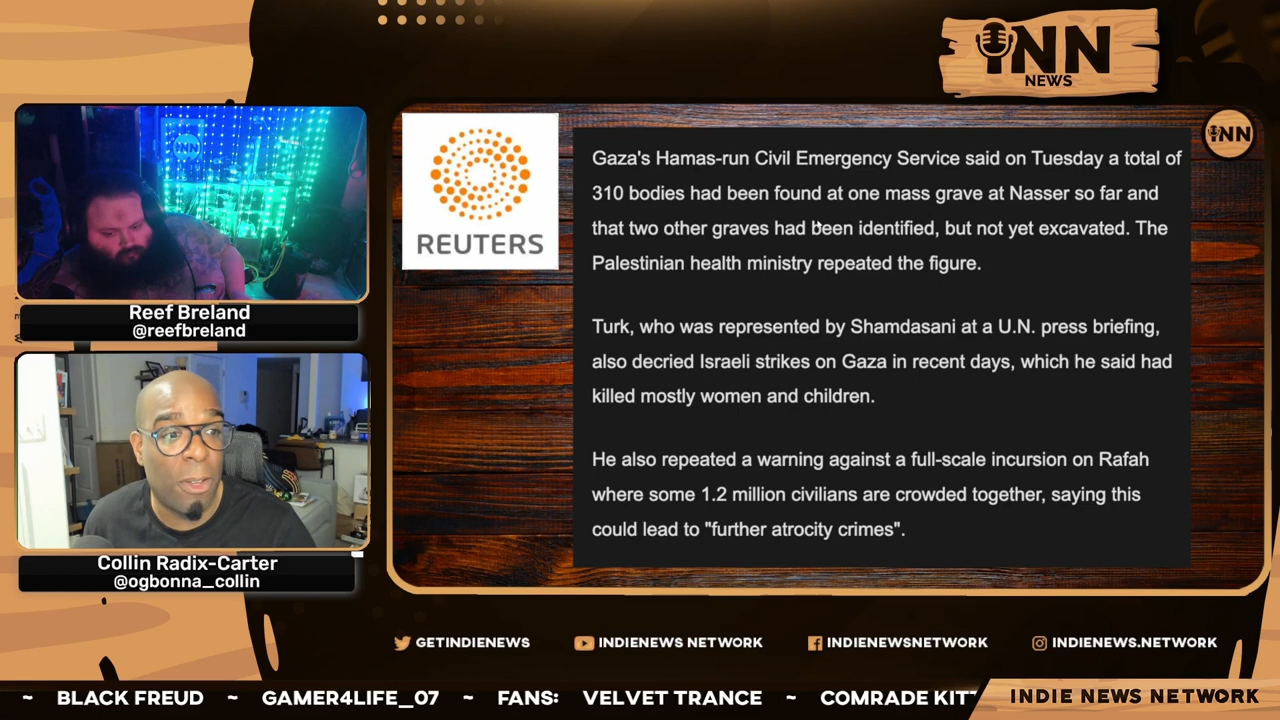 INN
NEWS
INN
REUTERS
Gaza's Hamas-run Civil Emergency Service said on Tuesday a total of
310 bodies had been found at one mass grave at Nasser so far and
that two other graves had been identified, but not yet excavated. The
Palestinian health ministry repeated the figure.
Turk, who was represented by Shamdasani at a U.N. press briefing,
also decried Israeli strikes on Gaza in recent days, which he said had
killed mostly women and children.
He also repeated a warning against a full-scale incursion on Rafah
where some 1.2 million civilians are crowded together, saying this
could lead to "further atrocity crimes".
INN
Reef Breland
@reefbreland
Collin Radix-Carter
@ogbonna_collin
GETINDIENEWS
INDIENEWS NETWORK
INDIENEWSNETWORK
INDIENEWS.NETWORK
~ BLACK FREUD ~ GAMER4LIFE_07 ~ FANS: VELVET TRANCE ~ COMRADE KITT
INDIE NEWS NETWORK